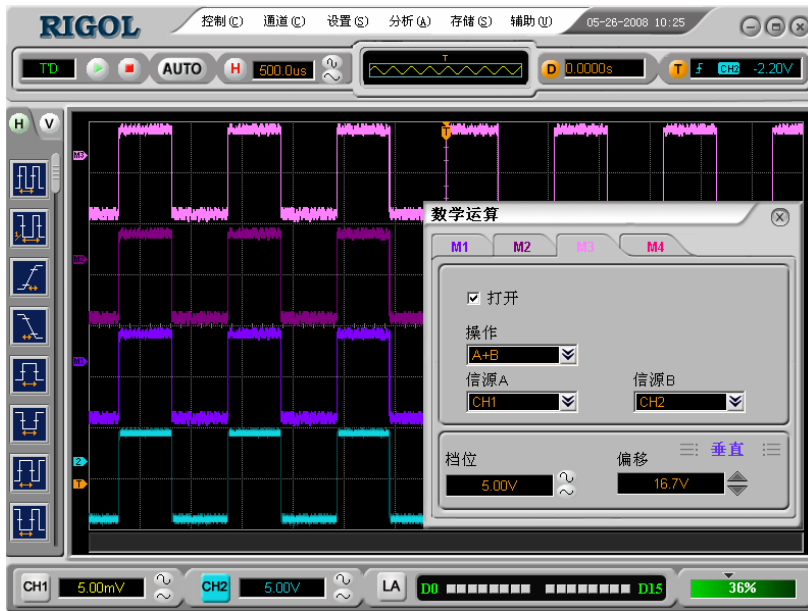 RIGOL 控制(C) 通道(C) 设置(S) 分析(A) 存储(S) 辅助(U) 05-26-2008 10:25
T'D AUTO H 500.0us T D 0.0000s T CH2 -2.20V
H V
T
M3
数学运算
M1 M2 M3 M4
打开
操作
A+B
信源A 信源B
CH1 CH2
M1
2
T
垂直
档位 偏移
5.00V 16.7V
CH1 5.00mV CH2 5.00V LA D0 D15 36%